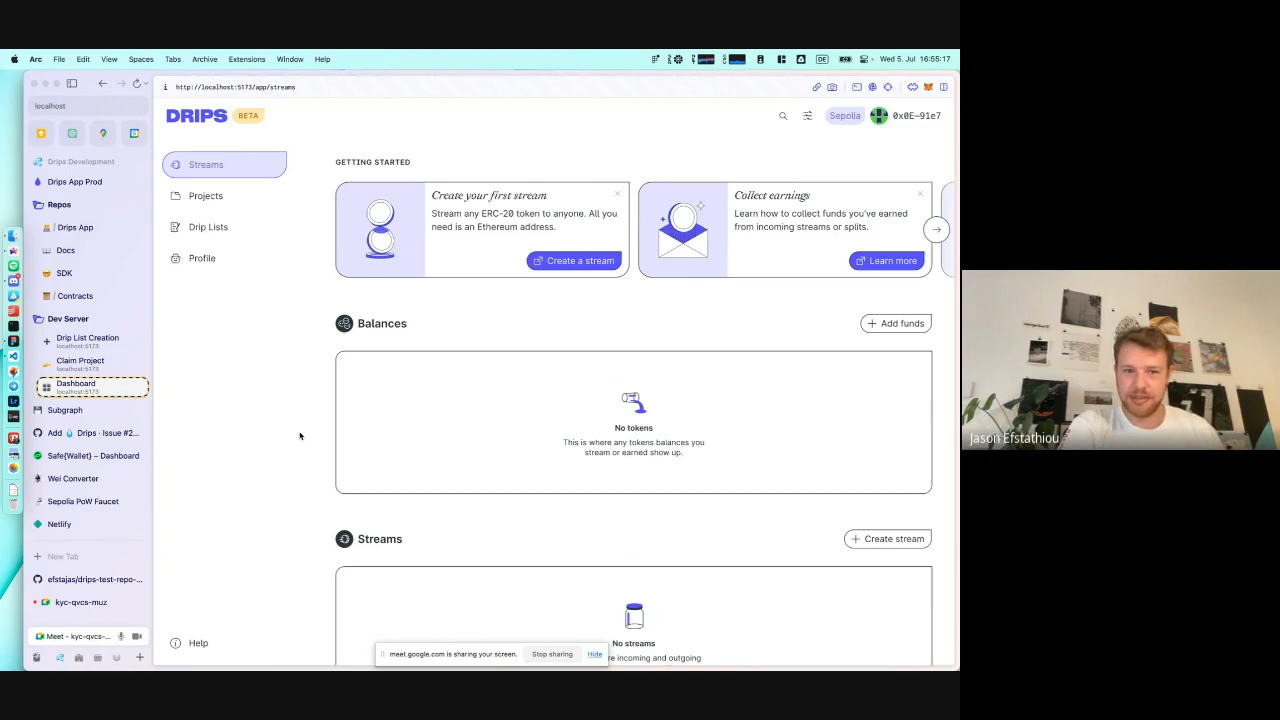 Arc File Edit View Spaces Tabs Archive Extensions Window Help
DE
Wed 5. Jul 16:55:17
localhost
http://localhost:5173/app/streams
DRIPS
BETA
Sepolia
0x0E—91e7
Drips Development
Drips App Prod
Repos
/ Drips App
Docs
SDK
/ Contracts
Dev Server
Drip List Creation
localhost:5173
Claim Project
localhost:5173
Dashboard
localhost:5173
Subgraph
Add 💧 Drips · Issue #2...
Safe{Wallet} – Dashboard
Wei Converter
Sepolia PoW Faucet
Netlify
New Tab
efstajas/drips-test-repo-...
kyc-qvcs-muz
Meet – kyc-qvcs-...
Streams
Projects
Drip Lists
Profile
Help
GETTING STARTED
Create your first stream
Stream any ERC-20 token to anyone. All you
need is an Ethereum address.
Create a stream
Collect earnings
Learn how to collect funds you've earned
from incoming streams or splits.
Learn more
Balances
Add funds
No tokens
This is where any tokens balances you
stream or earned show up.
Streams
Create stream
No streams
re incoming and outgoing
meet.google.com is sharing your screen.
Stop sharing
Hide
Jason Efstathiou